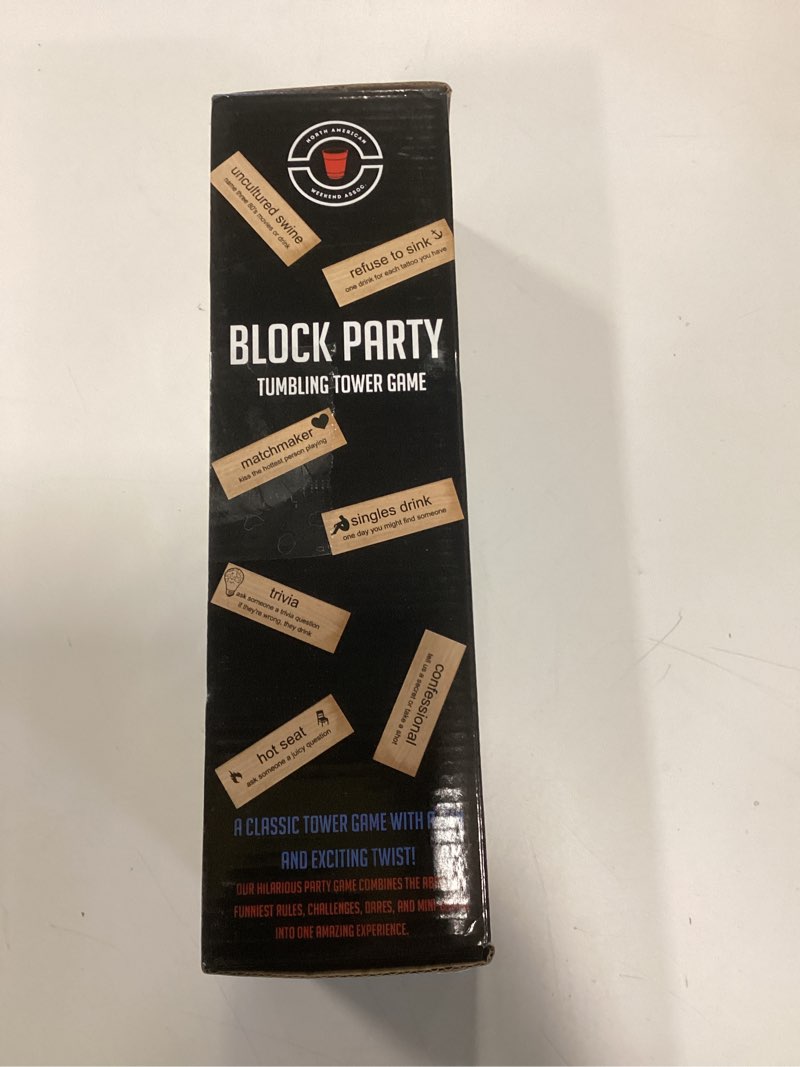 NORTH AMERICAN
WEEKEND ASSOC.
uncultured swine
name three 80's movies or drink
refuse to sink
one drink for each tattoo you have
BLOCK PARTY
TUMBLING TOWER GAME
matchmaker
kiss the hottest person playing
singles drink
one day you might find someone
trivia
ask someone a trivia question
if they're wrong, they drink
confessional
tell us a secret or take a shot
hot seat
ask someone a juicy question
A CLASSIC TOWER GAME WITH
AND EXCITING TWIST!
OUR HILARIOUS PARTY GAME COMBINES THE
FUNNIEST RULES, CHALLENGES, DARES, AND
INTO ONE AMAZING EXPERIENCE.